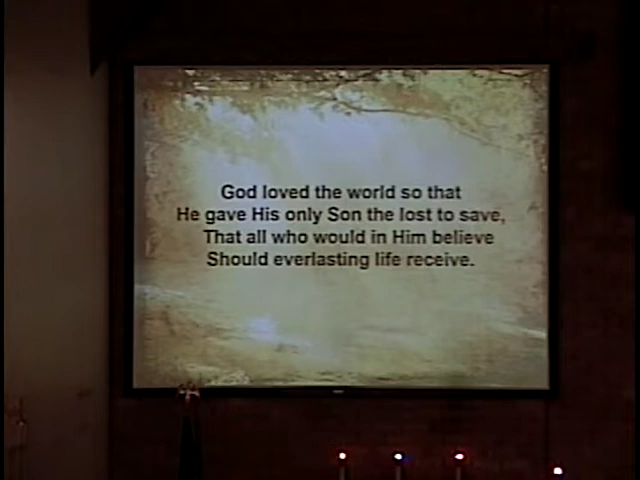 God loved the world so that
He gave His only Son the lost to save,
That all who would in Him believe
Should everlasting life receive.